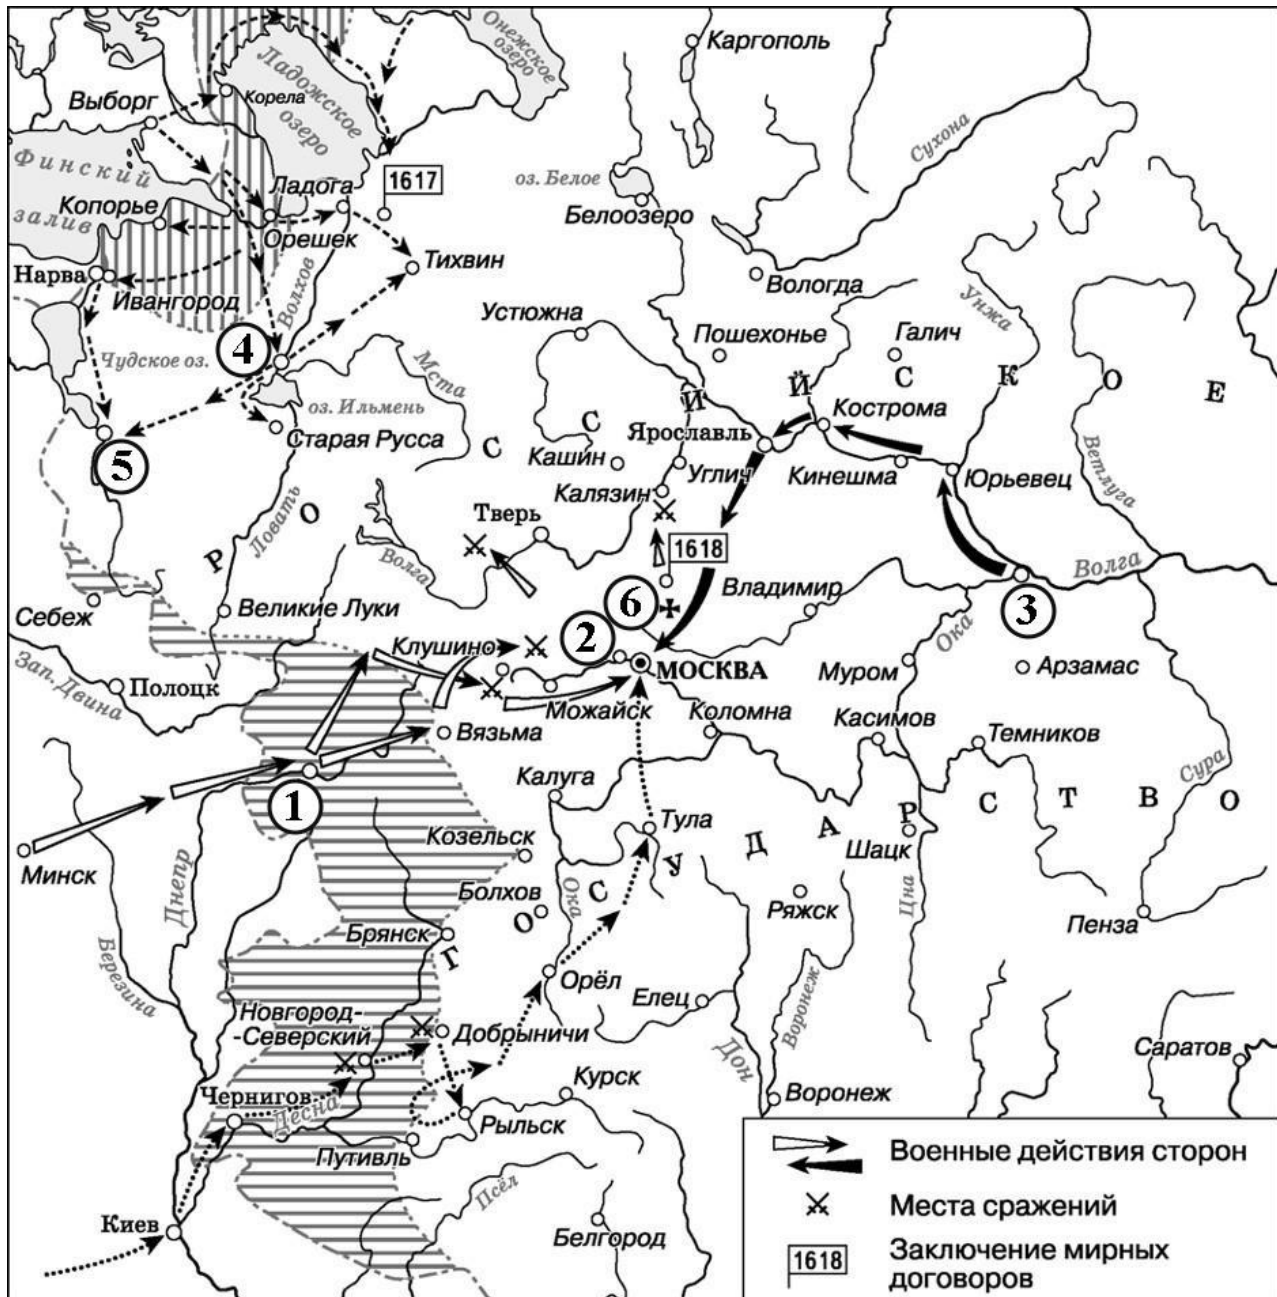 Онежское
озеро
Каргополь
Ладожское
озеро
Корела
Выборг
Финский
залив
Сухона
1617
оз. Белое
Ладога
Копорье
Белоозеро
Орешек
Нарва
Тихвин
Ивангород
Волхов
Вологда
Унжа
Устюжна
Пошехонье
Галич
4
Чудское оз.
Мста
оз. Ильмень
Старая Русса
Кострома
Ярославль
5
Кашин
Углич
Кинешма
Юрьевец
Ветлуга
Калязин
Ловать
Тверь
1618
Волга
Волга
Владимир
6
3
Себеж
Великие Луки
Клушино
2
Ока
МОСКВА
Муром
Арзамас
Зап. Двина
Полоцк
Можайск
Коломна
Касимов
Темников
Вязьма
Сура
Калуга
1
РОССИЙСКОЕ
ГОСУДАРСТВО
Тула
Минск
Днепр
Козельск
Шацк
Болхов
Ока
Ряжск
Цна
Пенза
Брянск
Березина
Орёл
Елец
Воронеж
Новгород-
-Северский
Добрыничи
Дон
Саратов
Курск
Чернигов
Десна
Воронеж
Рыльск
Путивль
Псёл
Киев
Белгород
Военные действия сторон
Места сражений
1618
Заключение мирных
договоров